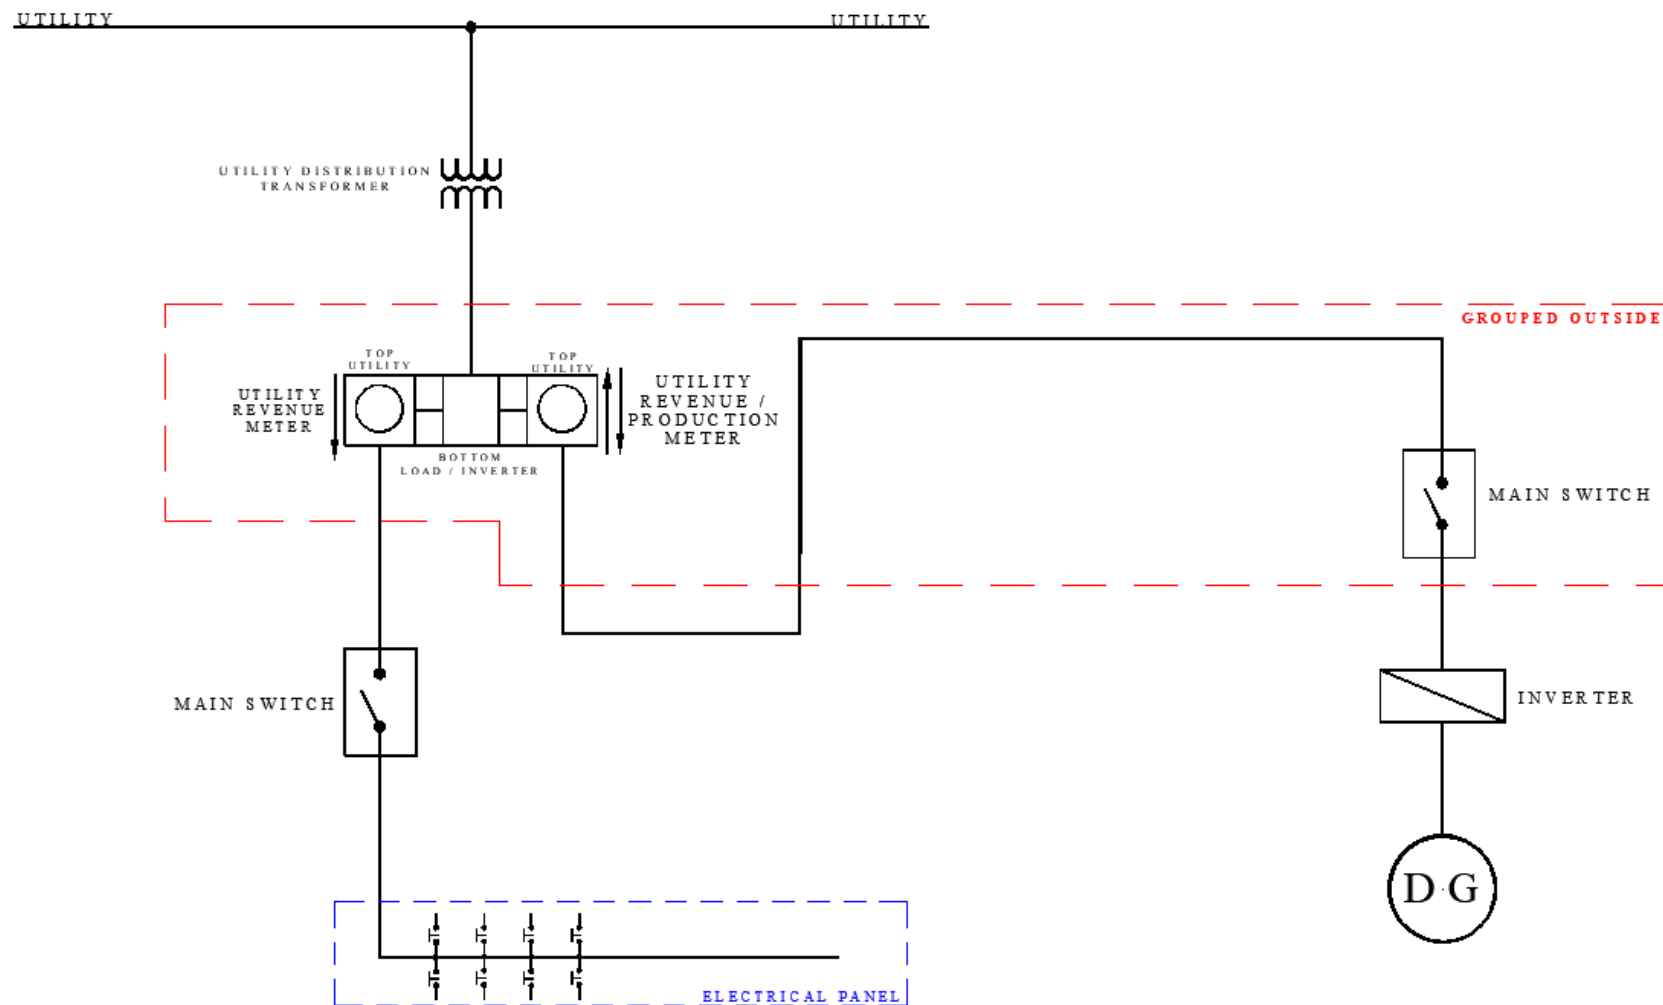 UTILITY
UTILITY
UTILITY DISTRIBUTION
TRANSFORMER
GROUPED OUTSIDE
TOP
UTILITY
TOP
UTILITY
UTILITY
REVENUE
METER
UTILITY
REVENUE /
PRODUCTION
METER
BOTTOM
LOAD / INVERTER
MAIN SWITCH
MAIN SWITCH
INVERTER
D·G
ELECTRICAL PANEL